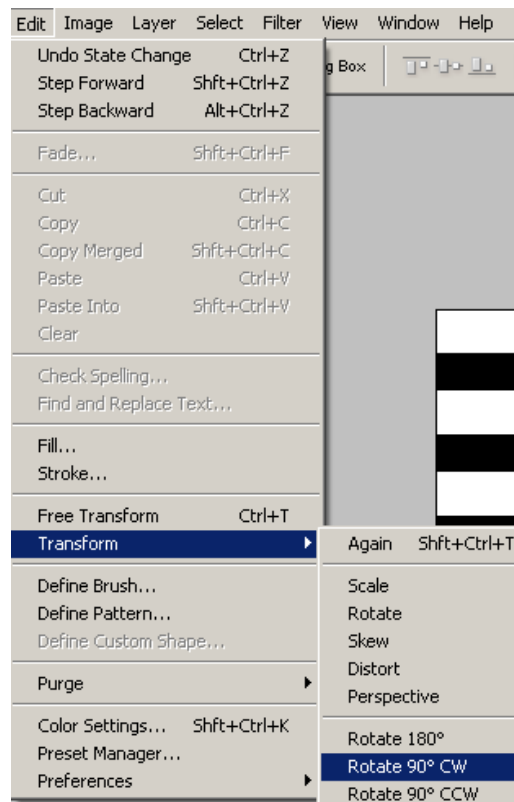 Edit Image Layer Select Filter View Window Help
g Box
Undo State Change Ctrl+Z
Step Forward Shft+Ctrl+Z
Step Backward Alt+Ctrl+Z
Fade... Shft+Ctrl+F
Cut Ctrl+X
Copy Ctrl+C
Copy Merged Shft+Ctrl+C
Paste Ctrl+V
Paste Into Shft+Ctrl+V
Clear
Check Spelling...
Find and Replace Text...
Fill...
Stroke...
Free Transform Ctrl+T
Transform
Define Brush...
Define Pattern...
Define Custom Shape...
Purge
Color Settings... Shft+Ctrl+K
Preset Manager...
Preferences
Again Shft+Ctrl+T
Scale
Rotate
Skew
Distort
Perspective
Rotate 180°
Rotate 90° CW
Rotate 90° CCW